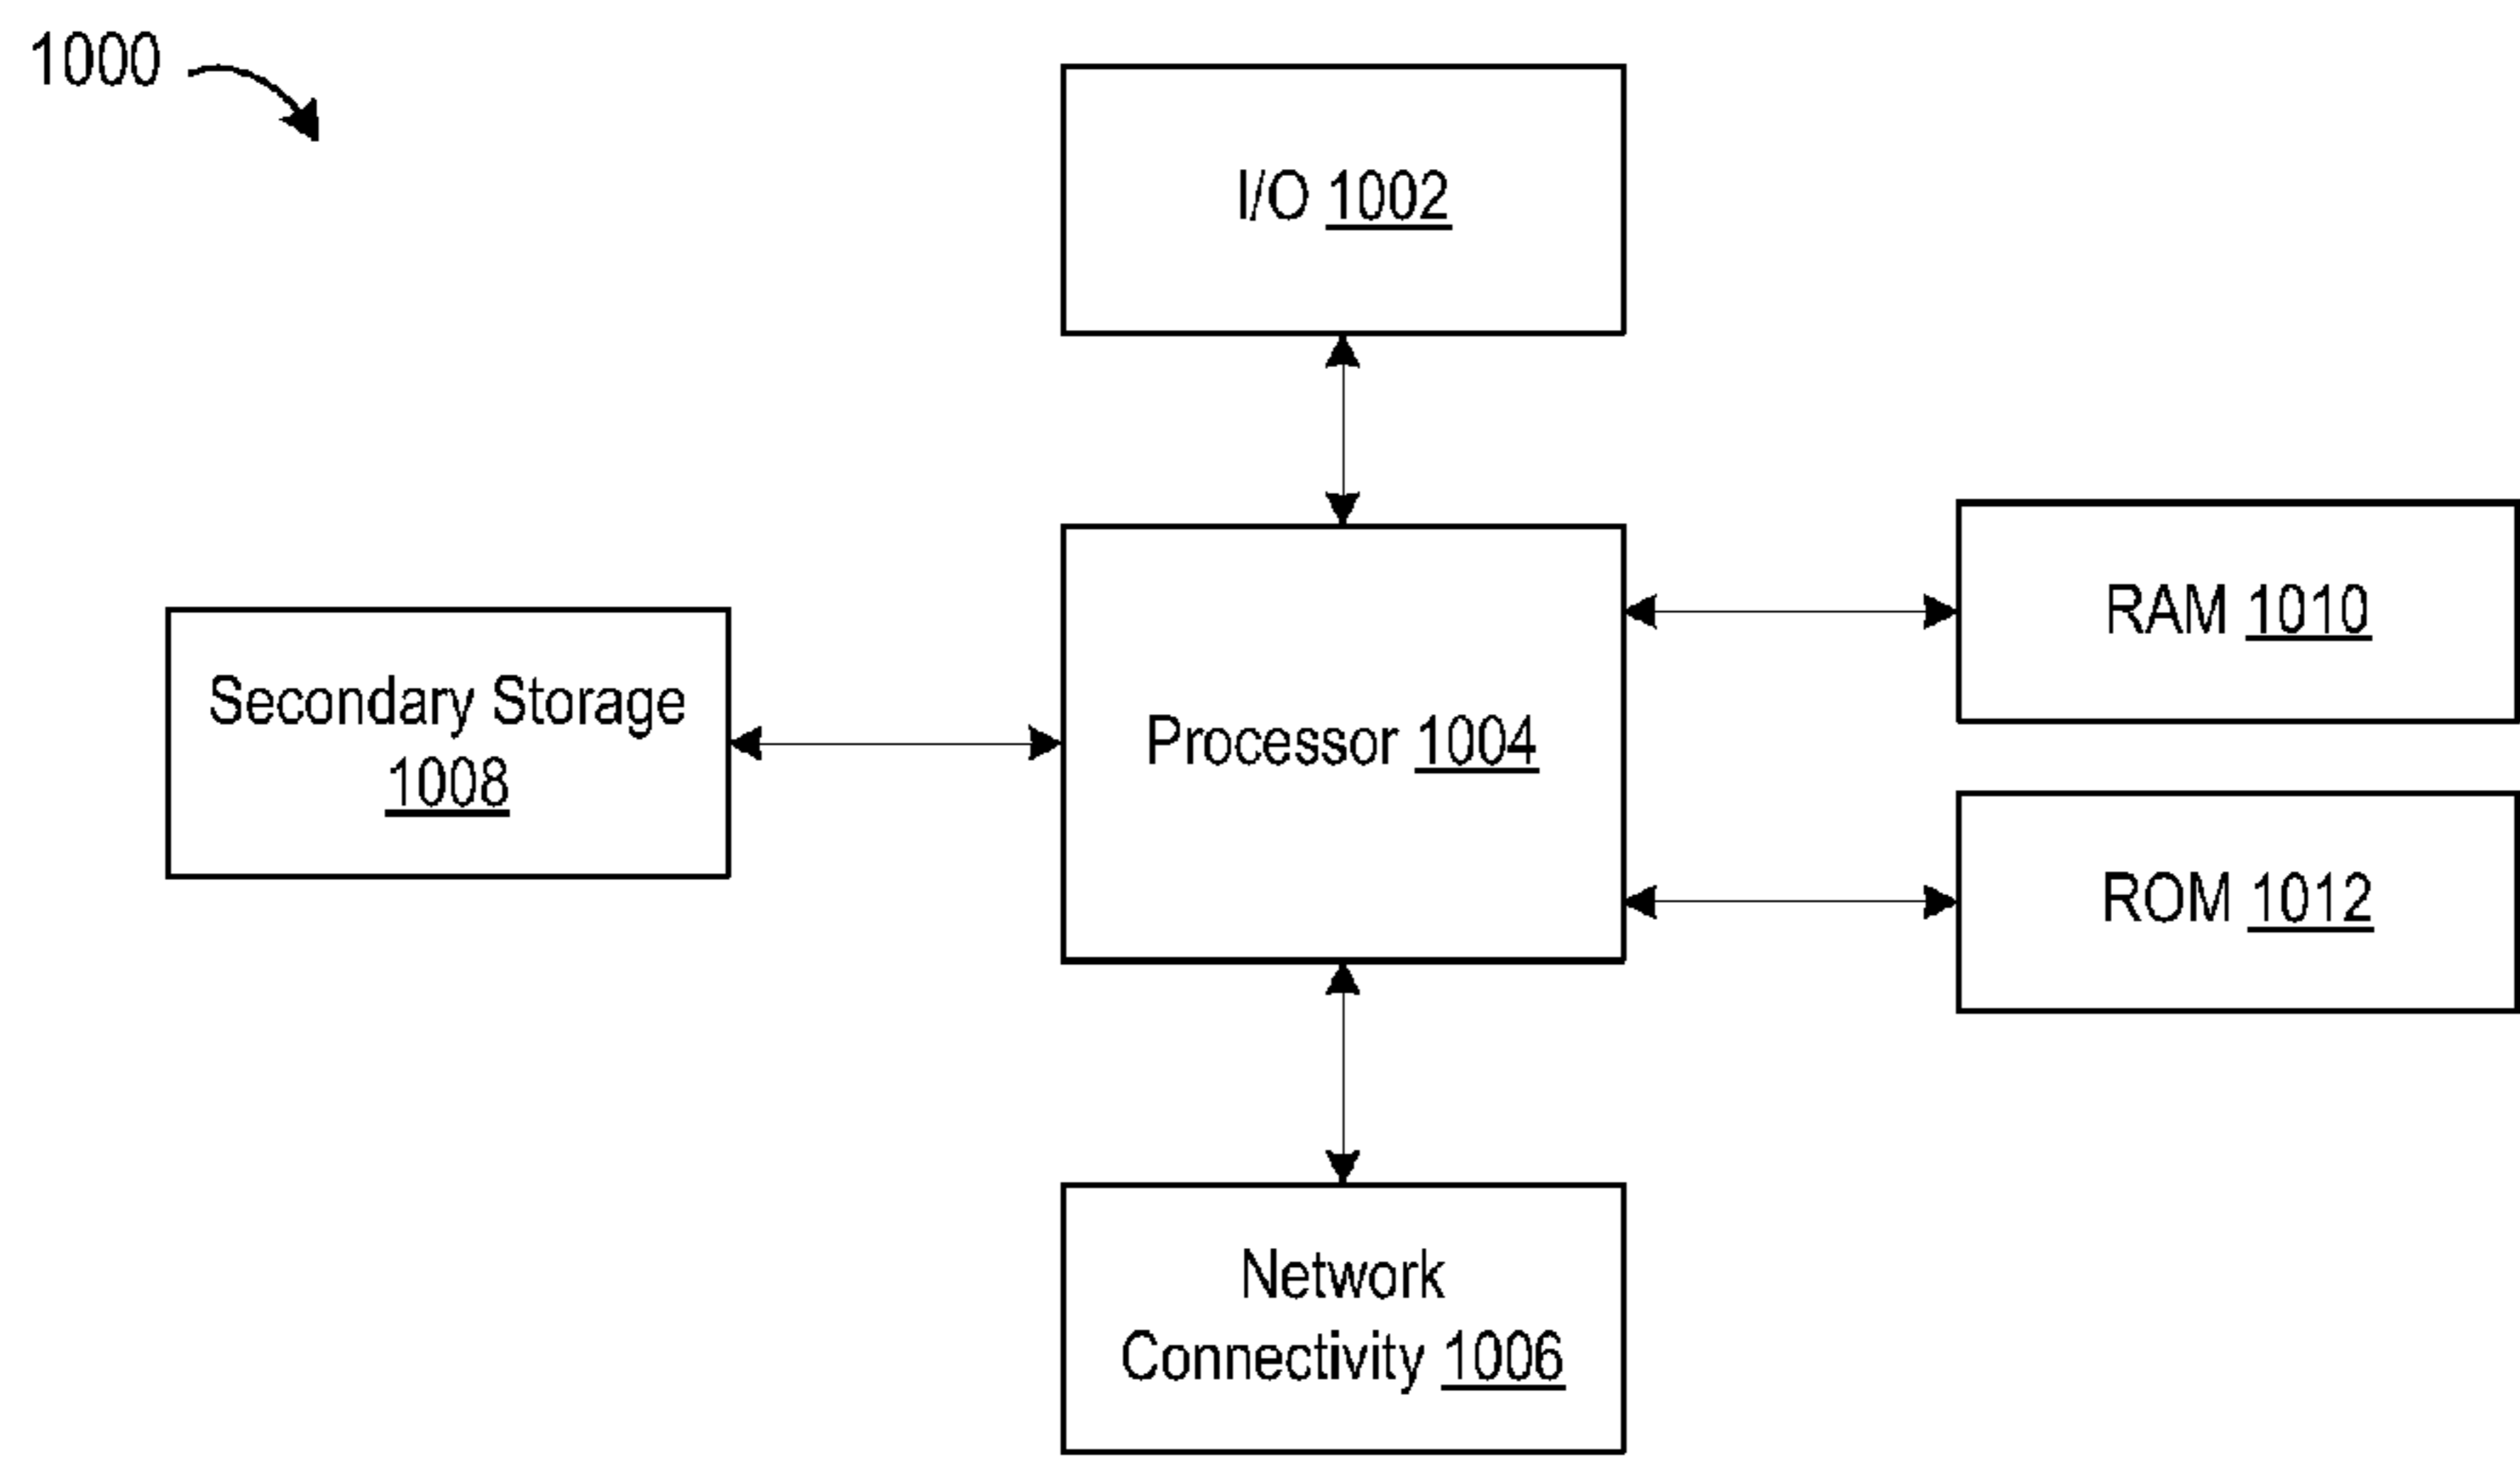 1000
I/O 1002
RAM 1010
Secondary Storage
1008
Processor 1004
ROM 1012
Network
Connectivity 1006